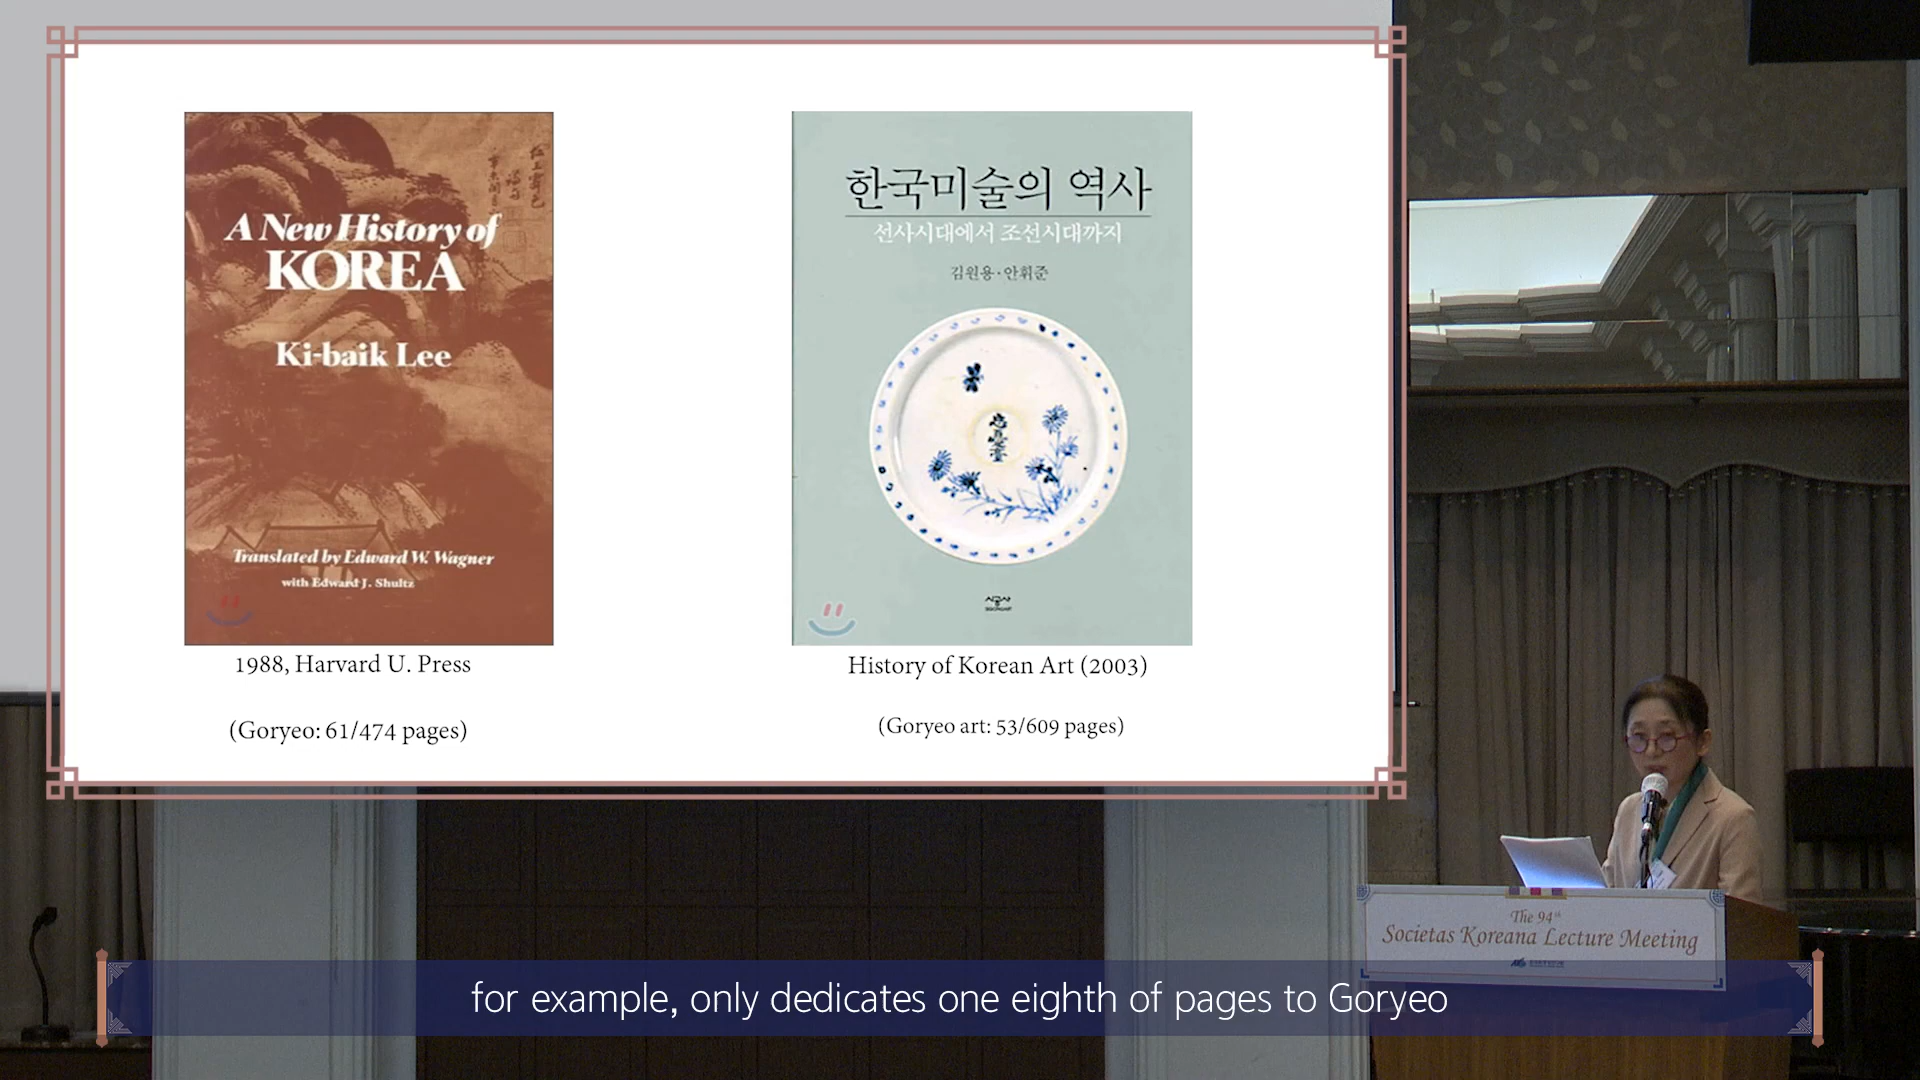 A New History of
KOREA
Ki-baik Lee
Translated by Edward W. Wagner
with Edward J. Shultz
1988, Harvard U. Press
(Goryeo: 61/474 pages)
한국미술의 역사
선사시대에서 조선시대까지
김원용·안휘준
시공사
History of Korean Art (2003)
(Goryeo art: 53/609 pages)
The 94th
Societas Koreana Lecture Meeting
for example, only dedicates one eighth of pages to Goryeo